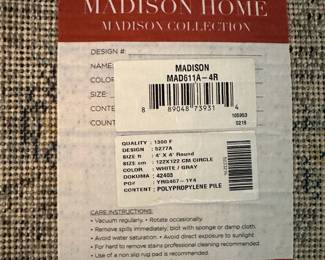 MADISON HOME
MADISON COLLECTION
DESIGN #:
NAME:
COLOR
SIZE:
CONTE
COUNT
MADISON
MAD611A-4R
8 89048 73931 4
105953
0216
QUALITY : 1300 F
DESIGN : 5277A
SIZE ft : 4' X 4' Round
SIZE cm : 122X122 CM CIRCLE
COLOR : WHITE / GRAY
DOKUMA : 42403
PO# : YR0467-1Y4
CONTENT : POLYPROPYLENE PILE
CARE INSTRUCTIONS:
• Vacuum regularly. • Rotate occasionally
• Remove spills immediately, blot with sponge or damp cloth.
• Avoid water saturation. • Avoid direct exposure to sunlight
• For hard to remove stains professional cleaning recommended.
• Use of a non slip rug pad is recommended.